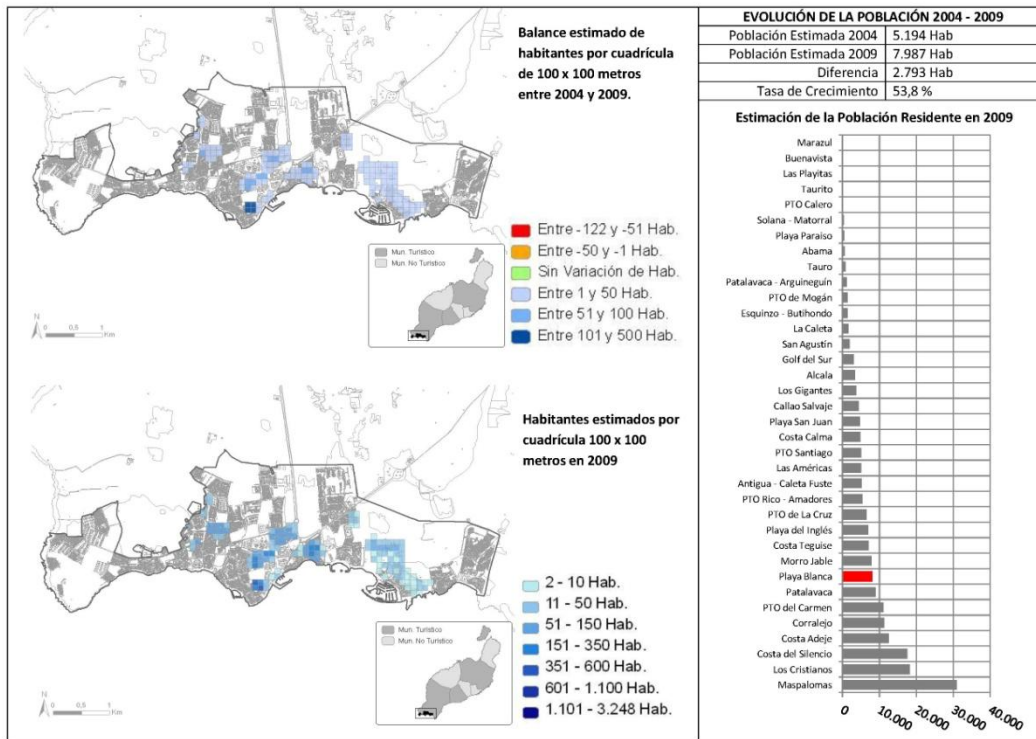 Balance estimado de
habitantes por cuadrícula
de 100 x 100 metros
entre 2004 y 2009.
Entre -122 y -51 Hab.
Entre -50 y -1 Hab.
Sin Variación de Hab.
Entre 1 y 50 Hab.
Entre 51 y 100 Hab.
Entre 101 y 500 Hab.
Mun. Turístico
Mun. No Turístico
N
0 0,5 1
Km
Habitantes estimados por
cuadrícula 100 x 100
metros en 2009
2 - 10 Hab.
11 - 50 Hab.
51 - 150 Hab.
151 - 350 Hab.
351 - 600 Hab.
601 - 1.100 Hab.
1.101 - 3.248 Hab.
Mun. Turístico
Mun. No Turístico
N
0 0,5 1
Km
EVOLUCIÓN DE LA POBLACIÓN 2004 - 2009
Población Estimada 2004 5.194 Hab
Población Estimada 2009 7.987 Hab
Diferencia 2.793 Hab
Tasa de Crecimiento 53,8 %
Estimación de la Población Residente en 2009
Marazul
Buenavista
Las Playitas
Taurito
PTO Calero
Solana - Matorral
Playa Paraiso
Abama
Tauro
Patalavaca - Arguineguín
PTO de Mogán
Esquinzo - Butihondo
La Caleta
San Agustín
Golf del Sur
Alcala
Los Gigantes
Callao Salvaje
Playa San Juan
Costa Calma
PTO Santiago
Las Américas
Antigua - Caleta Fuste
PTO Rico - Amadores
PTO de La Cruz
Playa del Inglés
Costa Teguise
Morro Jable
Playa Blanca
Patalavaca
PTO del Carmen
Corralejo
Costa Adeje
Costa del Silencio
Los Cristianos
Maspalomas
0 10.000 20.000 30.000 40.000